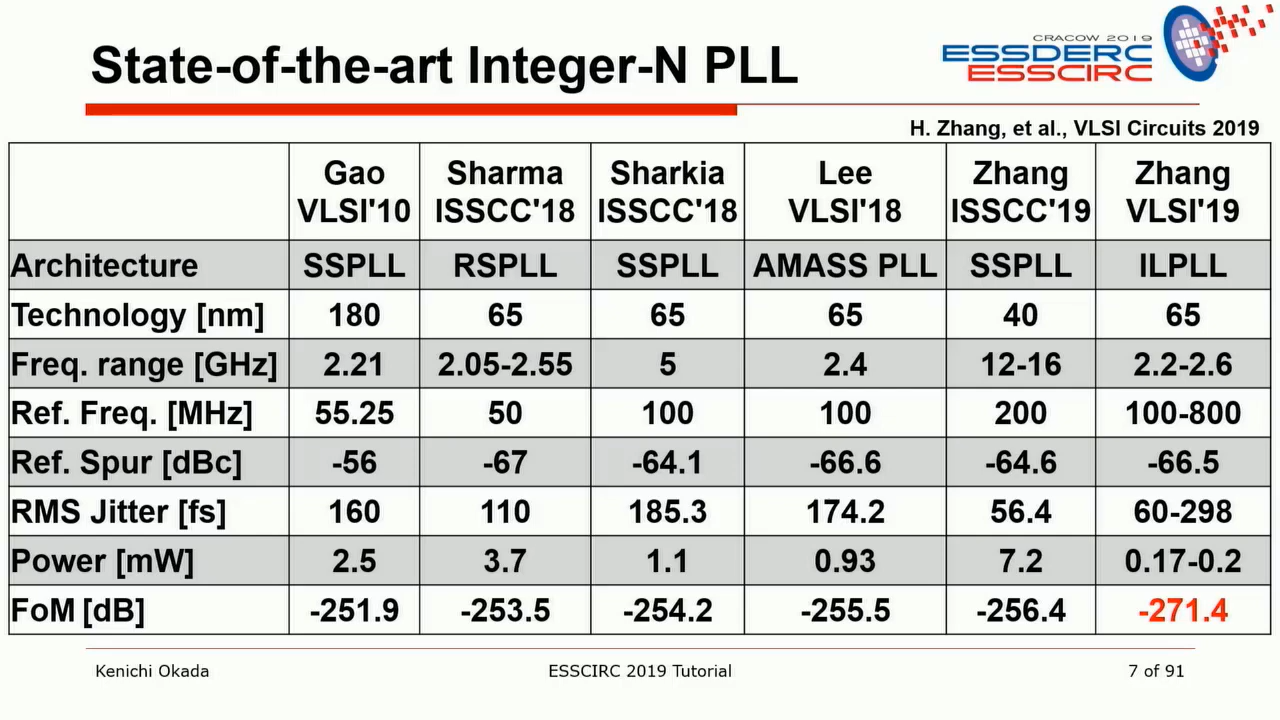 State-of-the-art Integer-N PLL
CRACOW 2019
ESSDERC
ESSCIRC
H. Zhang, et al., VLSI Circuits 2019
Gao VLSI'10 Sharma ISSCC'18 Sharkia ISSCC'18 Lee VLSI'18 Zhang ISSCC'19 Zhang VLSI'19
Architecture SSPLL RSPLL SSPLL AMASS PLL SSPLL ILPLL
Technology [nm] 180 65 65 65 40 65
Freq. range [GHz] 2.21 2.05-2.55 5 2.4 12-16 2.2-2.6
Ref. Freq. [MHz] 55.25 50 100 100 200 100-800
Ref. Spur [dBc] -56 -67 -64.1 -66.6 -64.6 -66.5
RMS Jitter [fs] 160 110 185.3 174.2 56.4 60-298
Power [mW] 2.5 3.7 1.1 0.93 7.2 0.17-0.2
FoM [dB] -251.9 -253.5 -254.2 -255.5 -256.4 -271.4
Kenichi Okada ESSCIRC 2019 Tutorial 7 of 91